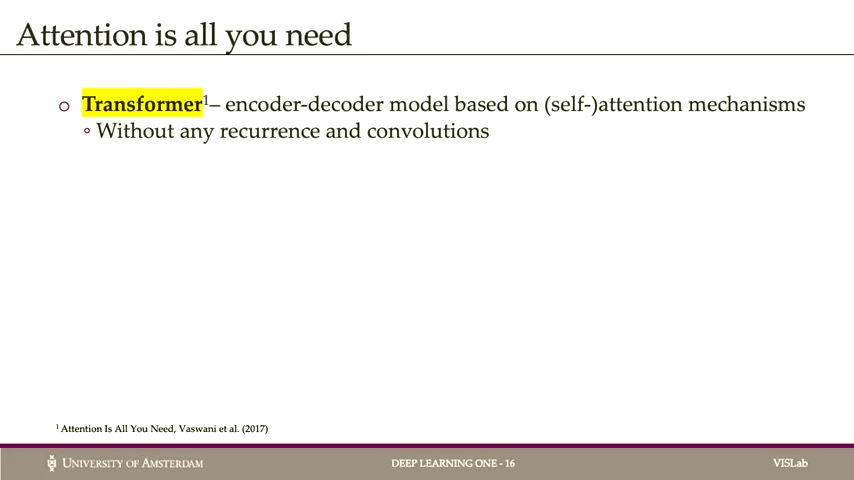 Attention is all you need
Transformer¹– encoder-decoder model based on (self-)attention mechanisms
Without any recurrence and convolutions
¹ Attention Is All You Need, Vaswani et al. (2017)
UNIVERSITY OF AMSTERDAM
DEEP LEARNING ONE - 16
VISLab